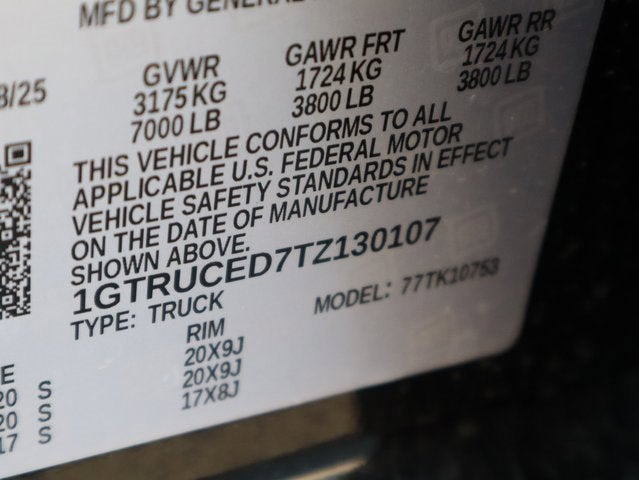 MFD BY GENERAL
8/25
GVWR GAWR FRT GAWR RR
3175 KG 1724 KG 1724 KG
7000 LB 3800 LB 3800 LB
THIS VEHICLE CONFORMS TO ALL
APPLICABLE U.S. FEDERAL MOTOR
VEHICLE SAFETY STANDARDS IN EFFECT
ON THE DATE OF MANUFACTURE
SHOWN ABOVE.
1GTRUCED7TZ130107
TYPE: TRUCK MODEL: 77TK10753
E RIM
20 S 20X9J
20 S 20X9J
17 S 17X8J